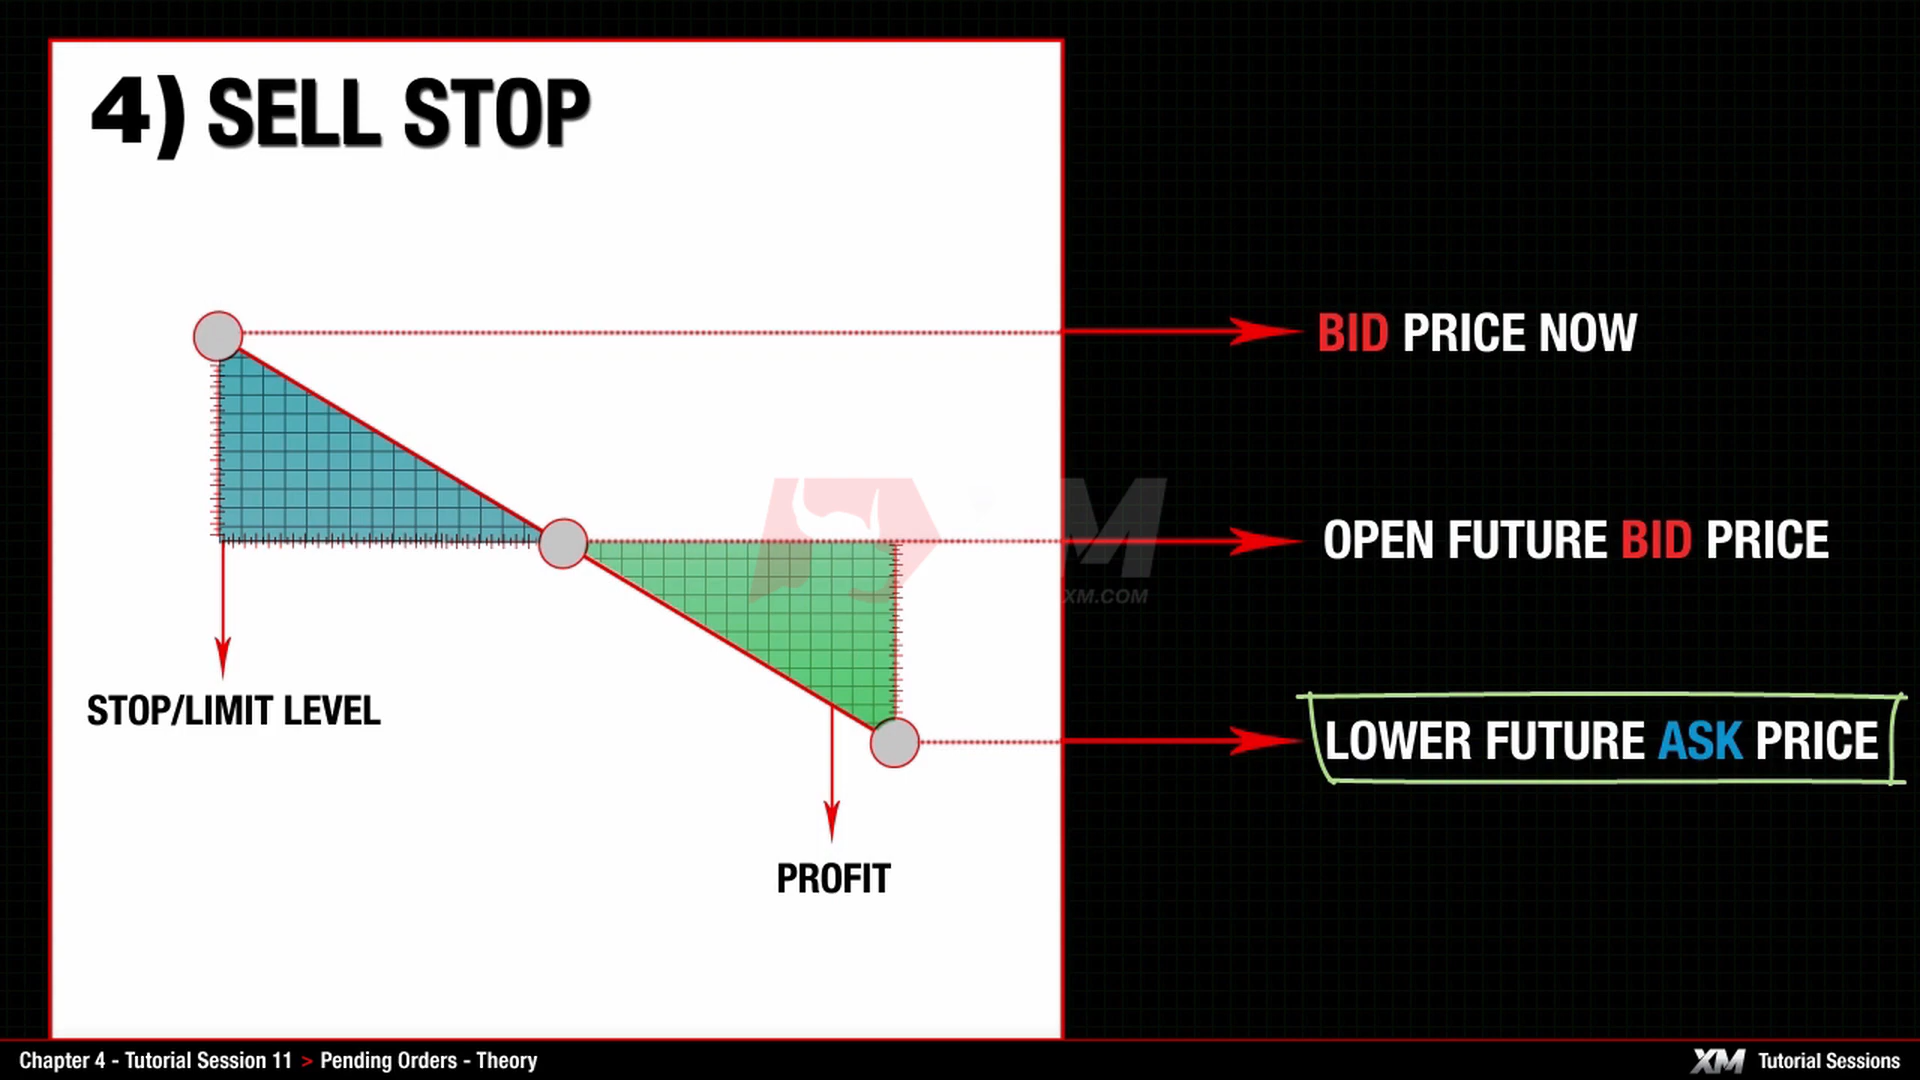 4) SELL STOP
BID PRICE NOW
OPEN FUTURE BID PRICE
XM.COM
STOP/LIMIT LEVEL
LOWER FUTURE ASK PRICE
PROFIT
Chapter 4 - Tutorial Session 11 > Pending Orders - Theory
XM Tutorial Sessions